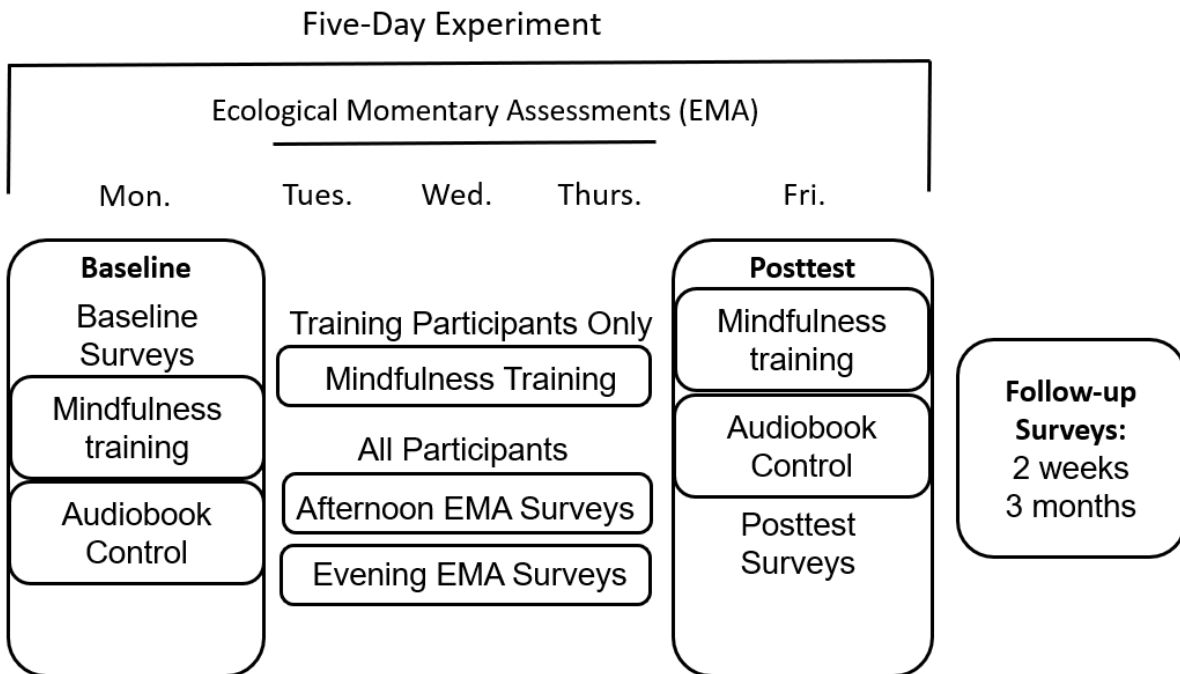 Five-Day Experiment
Ecological Momentary Assessments (EMA)
Mon.
Tues.
Wed.
Thurs.
Fri.
Baseline
Baseline
Surveys
Mindfulness
training
Audiobook
Control
Training Participants Only
Mindfulness Training
All Participants
Afternoon EMA Surveys
Evening EMA Surveys
Posttest
Mindfulness
training
Audiobook
Control
Posttest
Surveys
Follow-up
Surveys:
2 weeks
3 months